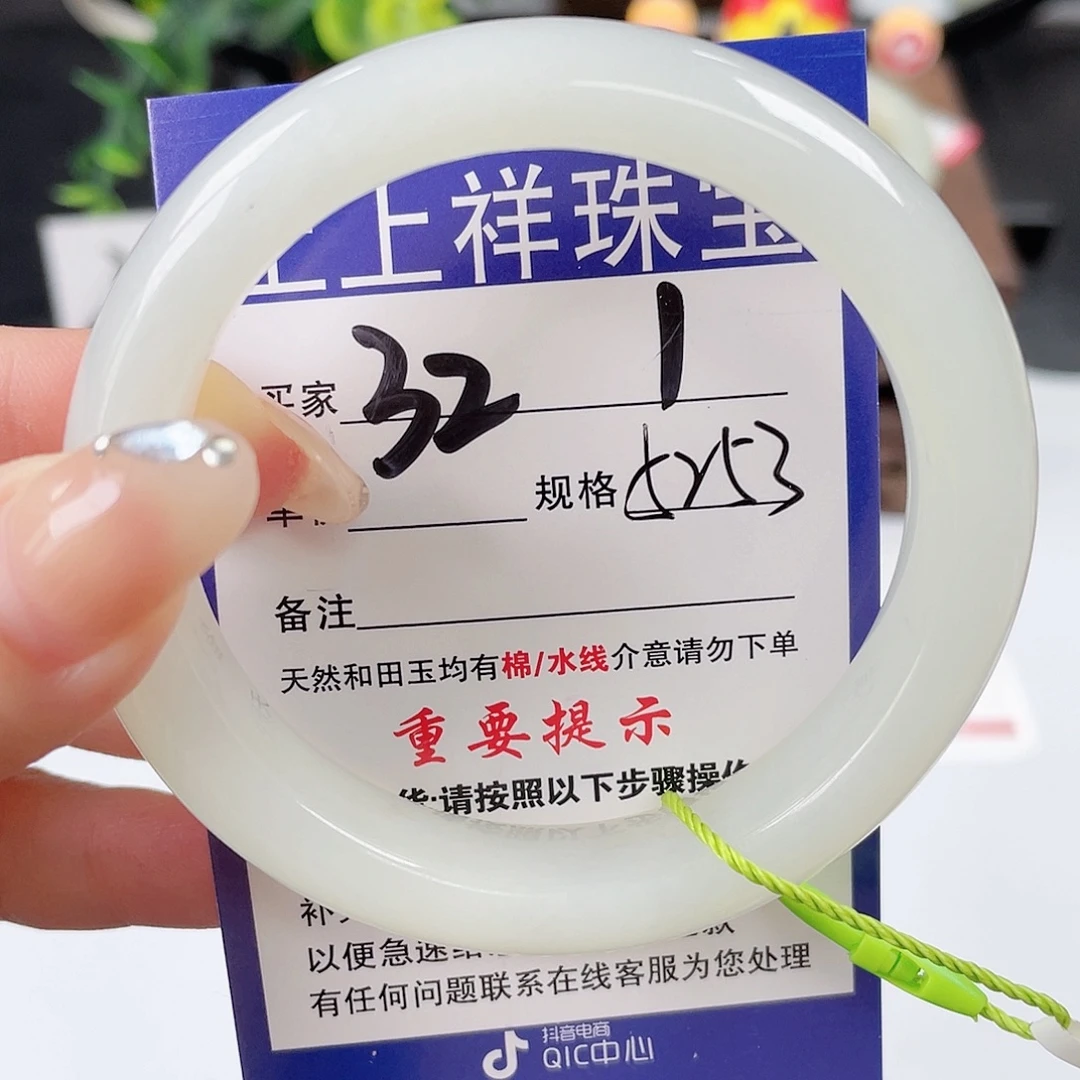 上祥珠宝
买家 32 1
规格 5253
备注
天然和田玉均有棉/水线介意请勿下单
重要提示
请按照以下步骤操作
以便急速
有任何问题联系在线客服为您处理
抖音电商
QIC中心